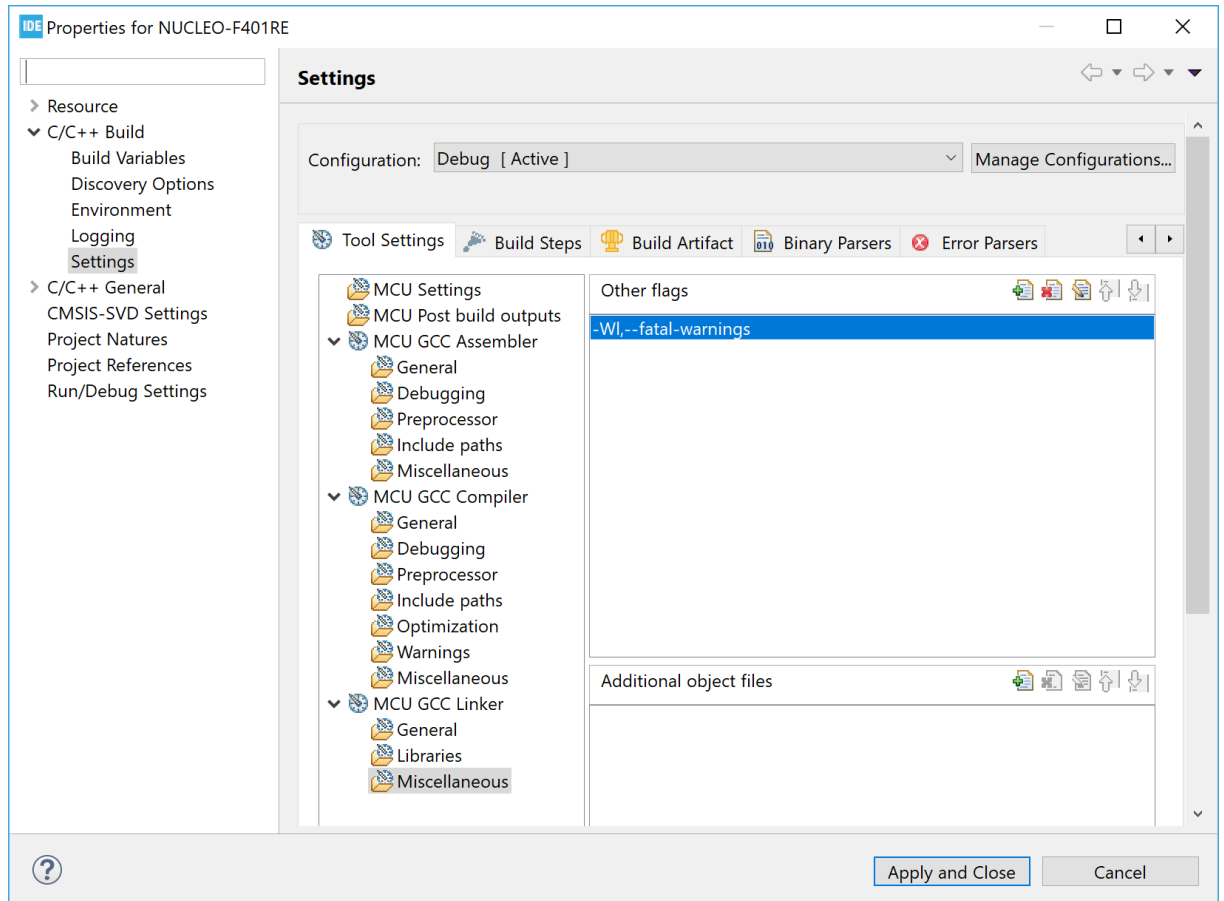 IDE Properties for NUCLEO-F401RE
Settings
Resource
C/C++ Build
Build Variables
Discovery Options
Environment
Logging
Settings
C/C++ General
CMSIS-SVD Settings
Project Natures
Project References
Run/Debug Settings
Configuration: Debug [ Active ] Manage Configurations...
Tool Settings Build Steps Build Artifact 010 Binary Parsers Error Parsers
MCU Settings
MCU Post build outputs
MCU GCC Assembler
General
Debugging
Preprocessor
Include paths
Miscellaneous
MCU GCC Compiler
General
Debugging
Preprocessor
Include paths
Optimization
Warnings
Miscellaneous
MCU GCC Linker
General
Libraries
Miscellaneous
Other flags
-Wl,--fatal-warnings
Additional object files
? Apply and Close Cancel